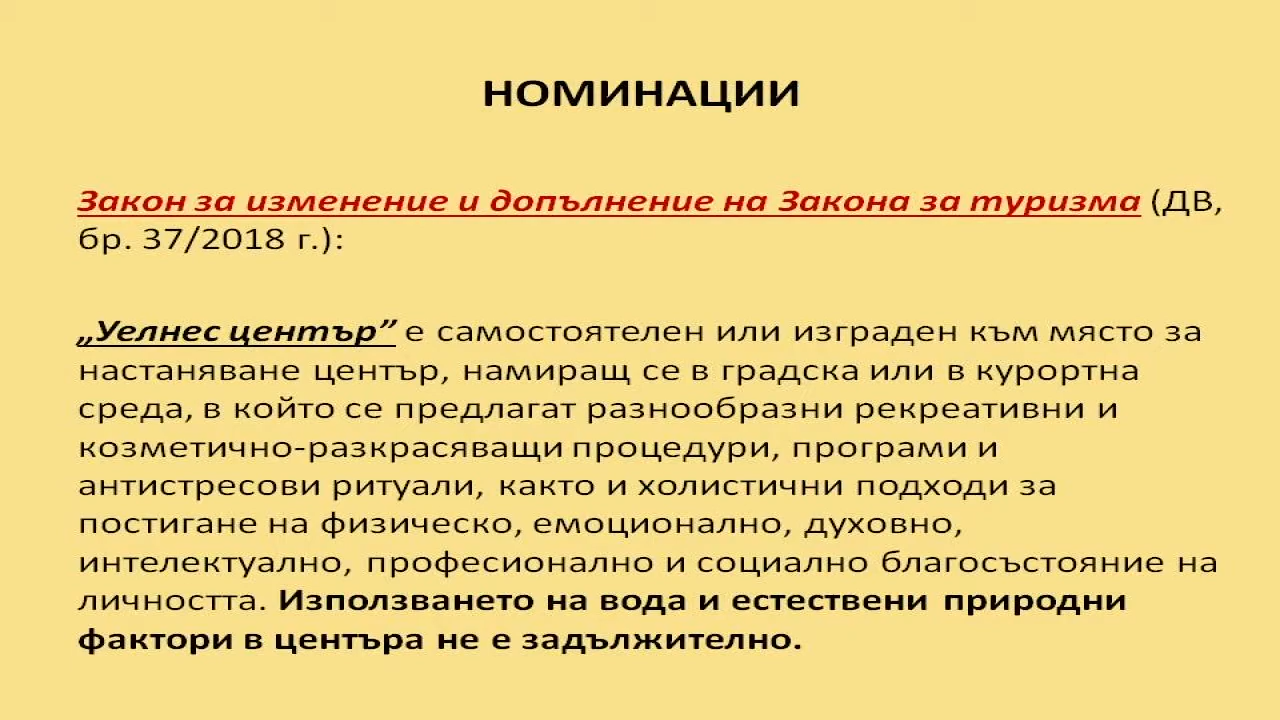 НОМИНАЦИИ
Закон за изменение и допълнение на Закона за туризма (ДВ,
бр. 37/2018 г.):
„Уелнес център” е самостоятелен или изграден към място за
настаняване център, намиращ се в градска или в курортна
среда, в който се предлагат разнообразни рекреативни и
козметично-разкрасяващи процедури, програми и
антистресови ритуали, както и холистични подходи за
постигане на физическо, емоционално, духовно,
интелектуално, професионално и социално благосъстояние на
личността. Използването на вода и естествени природни
фактори в центъра не е задължително.